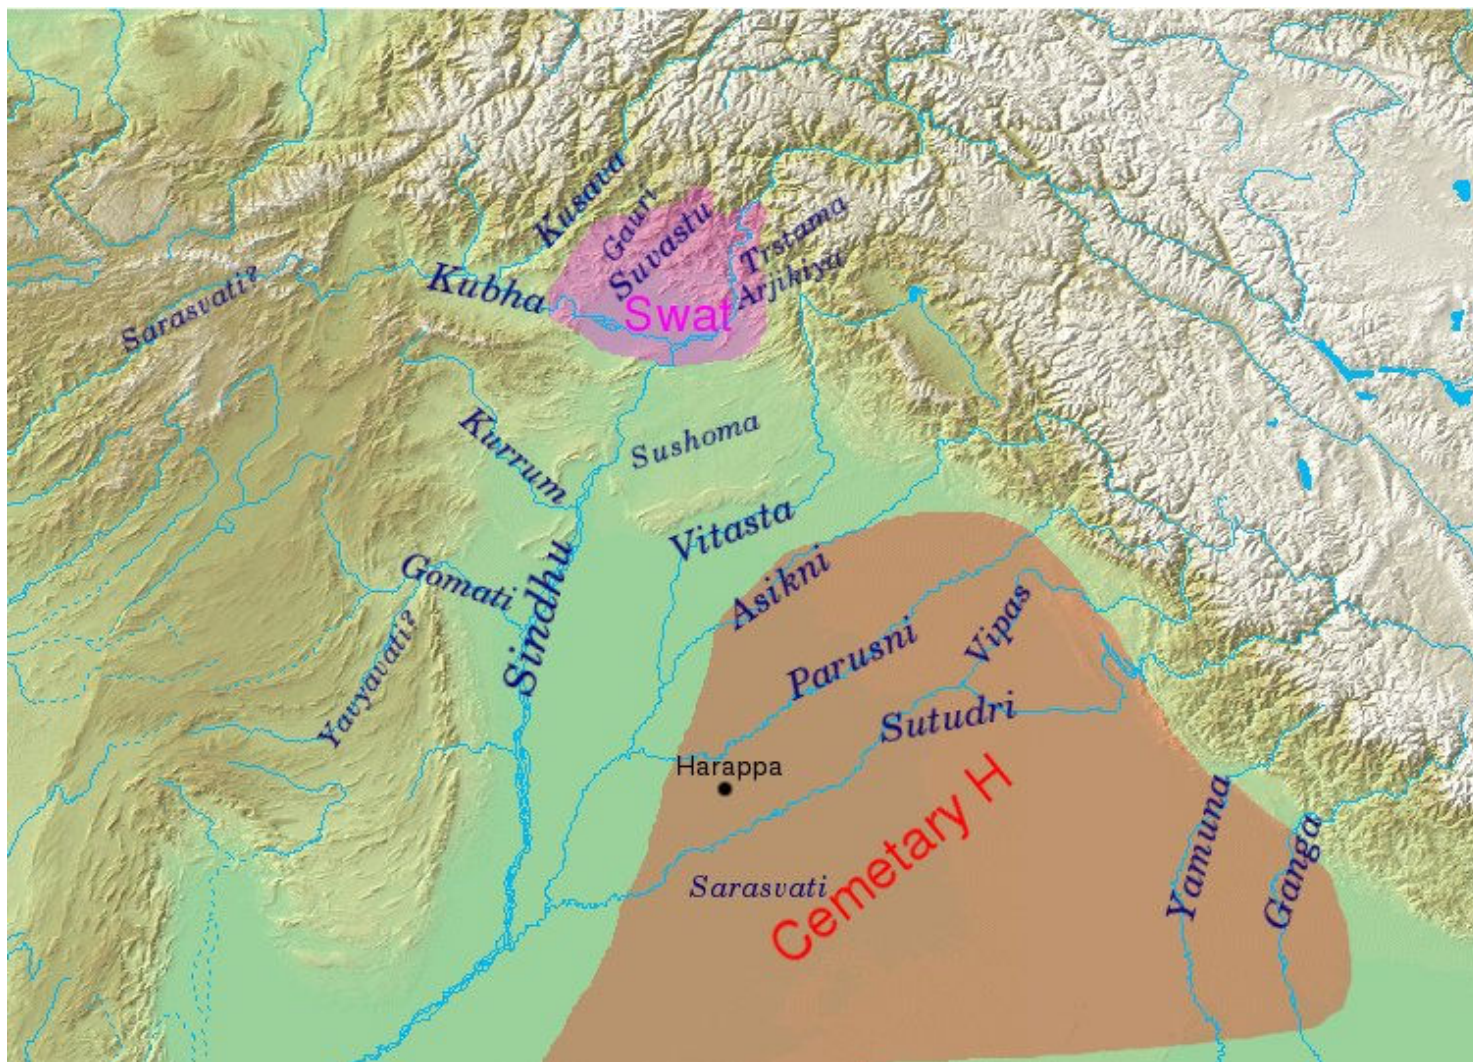 Kusava
Gauri
Suvastu
Trstama
Arjikiya
Sarasvati?
Kubha
Swat
Sushoma
Kurrum
Vitasta
Asikni
Gomati
Sindhu
Yavyavati?
Parusni
Vipas
Sutudri
Harappa
Cemetary H
Sarasvati
Yamuna
Ganga